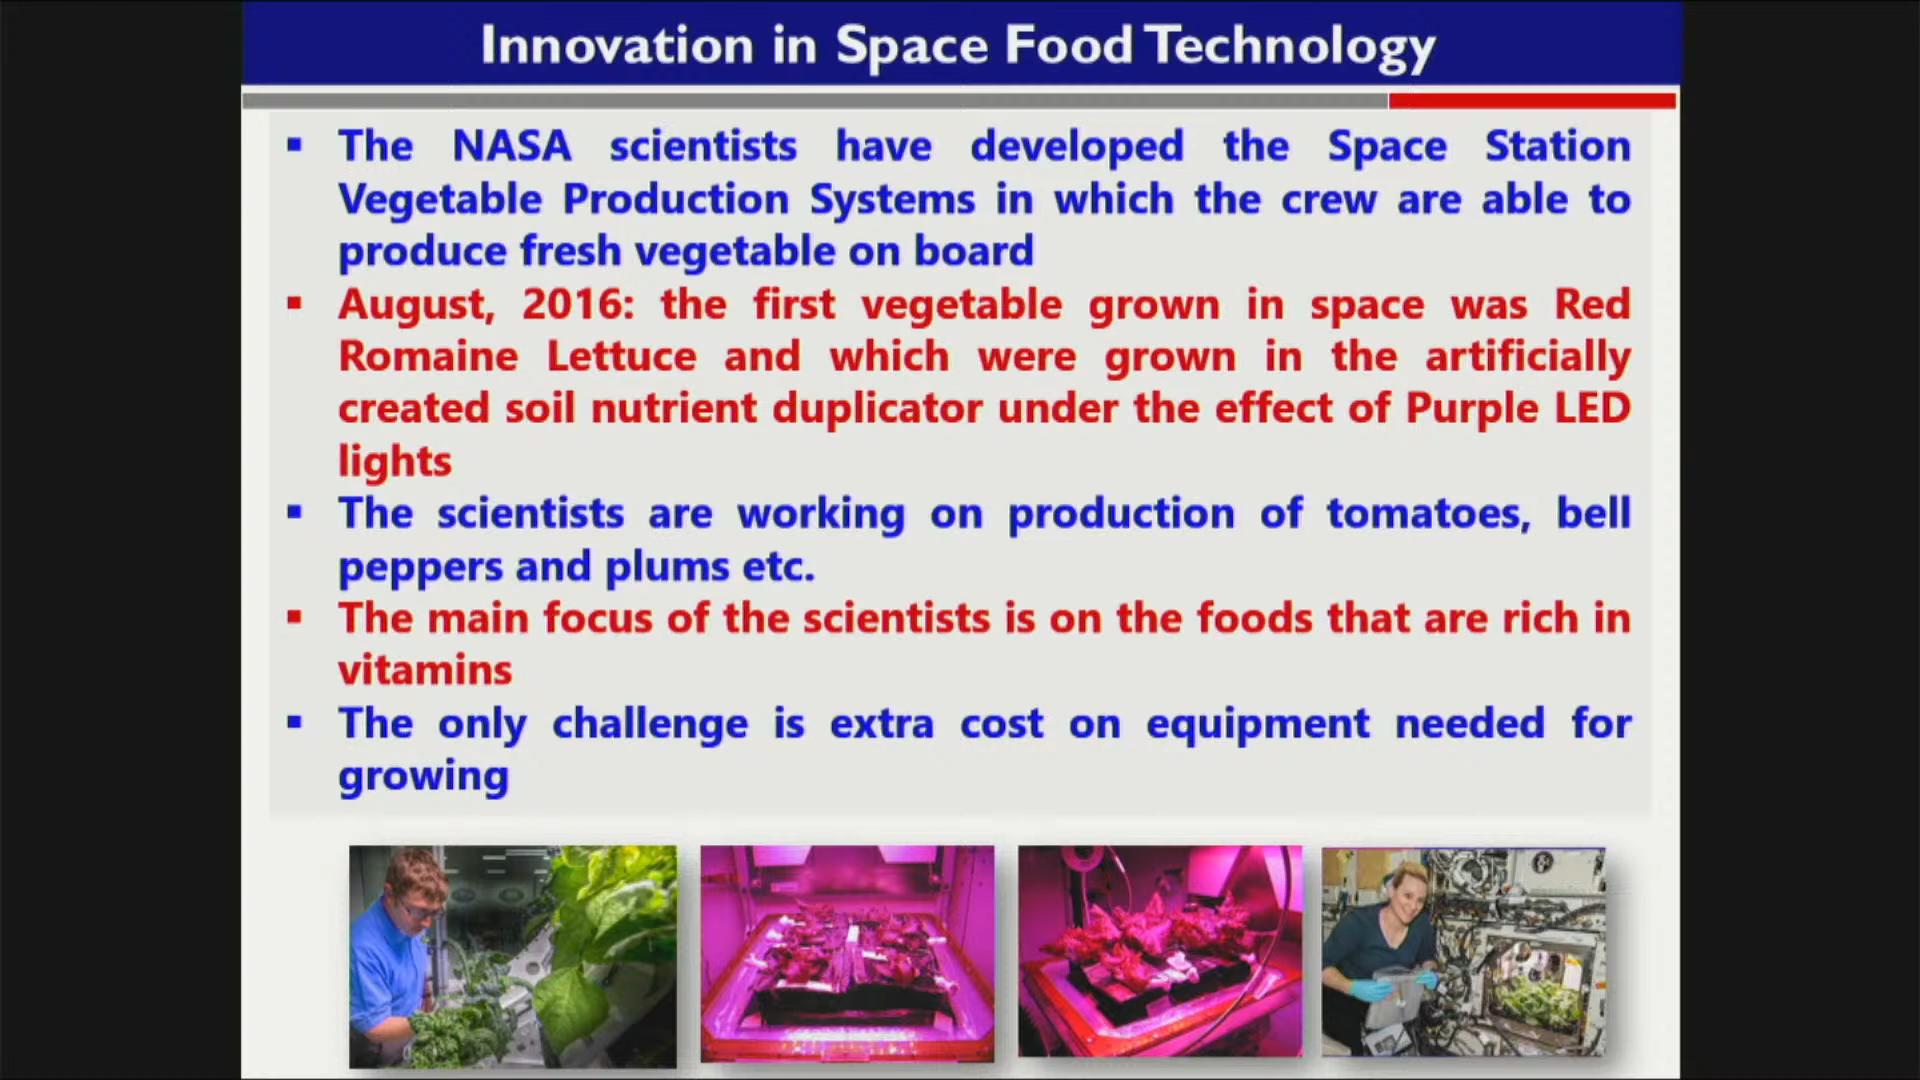 Innovation in Space Food Technology
▪ The NASA scientists have developed the Space Station
Vegetable Production Systems in which the crew are able to
produce fresh vegetable on board
▪ August, 2016: the first vegetable grown in space was Red
Romaine Lettuce and which were grown in the artificially
created soil nutrient duplicator under the effect of Purple LED
lights
▪ The scientists are working on production of tomatoes, bell
peppers and plums etc.
▪ The main focus of the scientists is on the foods that are rich in
vitamins
▪ The only challenge is extra cost on equipment needed for
growing